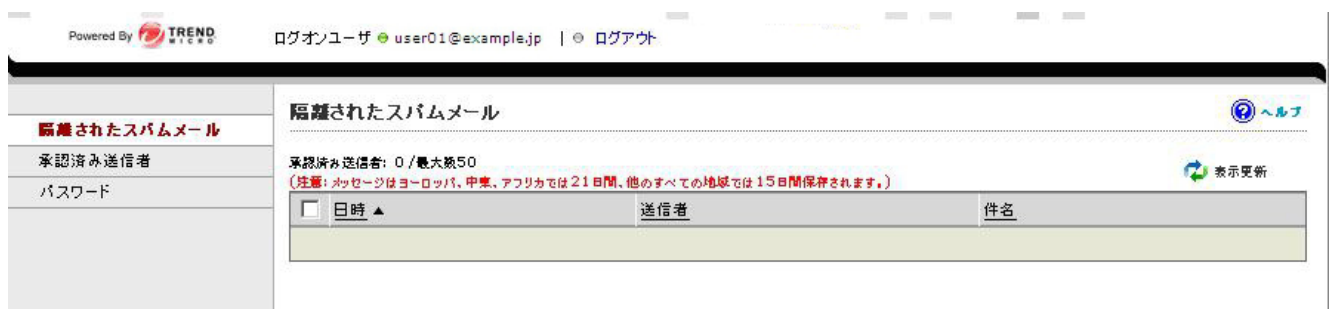 Powered By TREND MICRO
ログオンユーザ user01@example.jp | ログアウト
隔離されたスパムメール
承認済み送信者
パスワード
隔離されたスパムメール
ヘルプ
承認済み送信者: 0 /最大数50
(注意: メッセージはヨーロッパ、中東、アフリカでは21日間、他のすべての地域では15日間保存されます。)
表示更新
日時 ▲ 送信者 件名